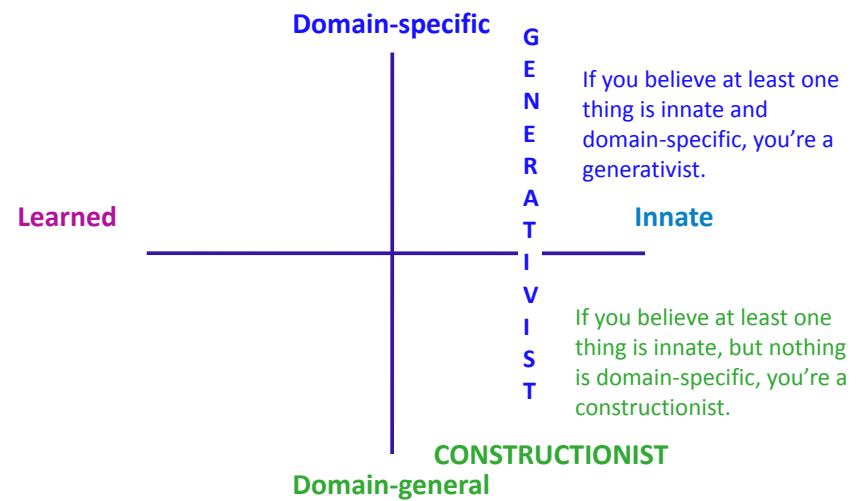 Domain-specific
GENERATIVIST
If you believe at least one
thing is innate and
domain-specific, you’re a
generativist.
Learned
Innate
If you believe at least one
thing is innate, but nothing
is domain-specific, you’re a
constructionist.
CONSTRUCTIONIST
Domain-general